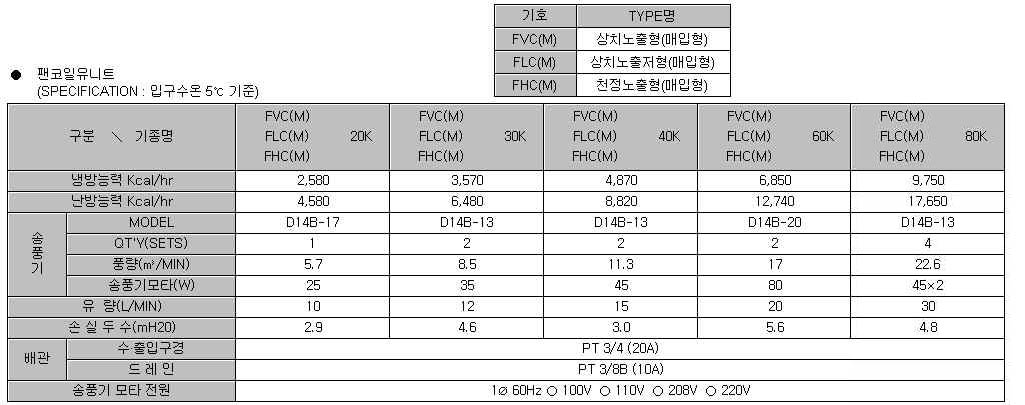 기호 TYPE명
FVC(M) 상치노출형(매입형)
FLC(M) 상치노출저형(매입형)
FHC(M) 천정노출형(매입형)
● 팬코일유니트
(SPECIFICATION : 입구수온 5℃ 기준)
구분 ＼ 기종명 FVC(M) FLC(M) FHC(M) 20K FVC(M) FLC(M) FHC(M) 30K FVC(M) FLC(M) FHC(M) 40K FVC(M) FLC(M) FHC(M) 60K FVC(M) FLC(M) FHC(M) 80K
냉방능력 Kcal/hr 2,580 3,570 4,870 6,850 9,750
난방능력 Kcal/hr 4,580 6,480 8,820 12,740 17,650
송풍기 MODEL D14B-17 D14B-13 D14B-13 D14B-20 D14B-13
QT'Y(SETS) 1 2 2 2 4
풍량(㎥/MIN) 5.7 8.5 11.3 17 22.6
송풍기모타(W) 25 35 45 80 45×2
유 량(L/MIN) 10 12 15 20 30
손 실 두 수(mH20) 2.9 4.6 3.0 5.6 4.8
배관 수·출입구경 PT 3/4 (20A)
드 레 인 PT 3/8B (10A)
송풍기 모타 전원 1∅ 60Hz ○ 100V ○ 110V ○ 208V ○ 220V